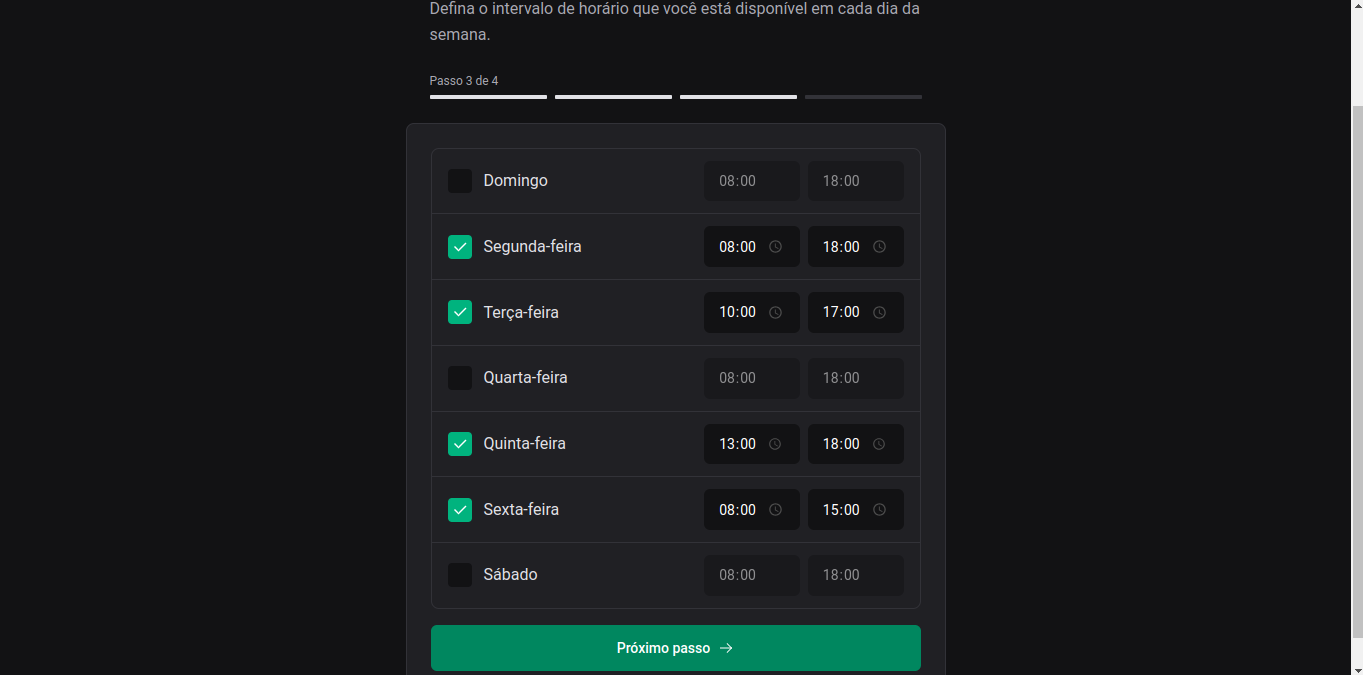 Defina o intervalo de horário que você está disponível em cada dia da
semana.
Passo 3 de 4
Domingo 08:00 18:00
Segunda-feira 08:00 18:00
Terça-feira 10:00 17:00
Quarta-feira 08:00 18:00
Quinta-feira 13:00 18:00
Sexta-feira 08:00 15:00
Sábado 08:00 18:00
Próximo passo →